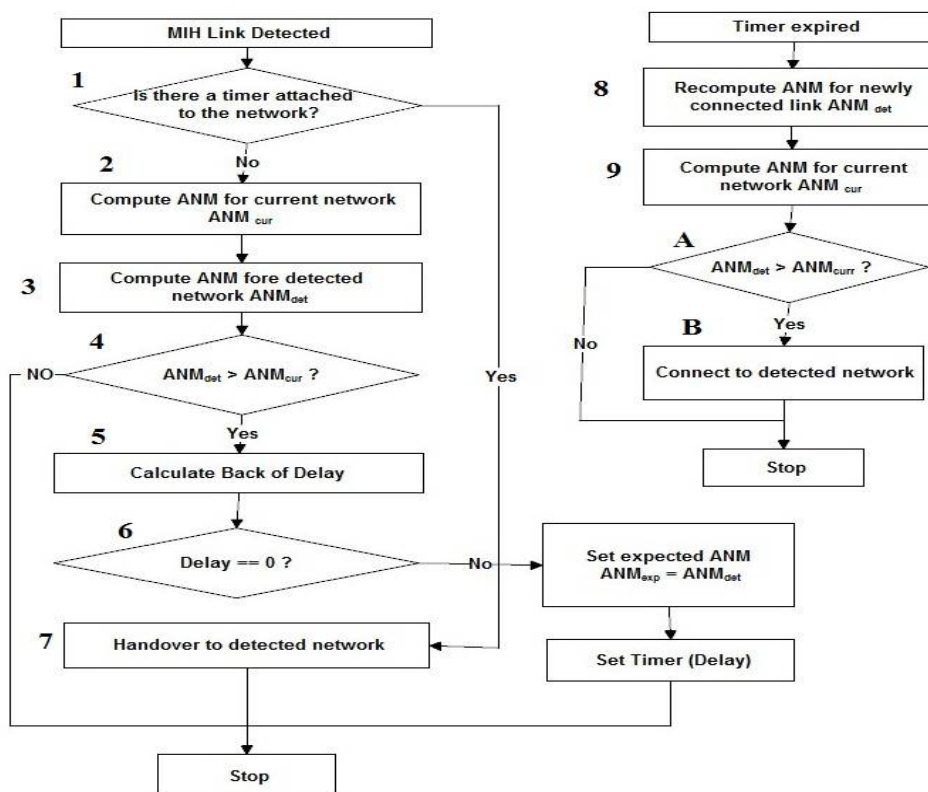 MIH Link Detected
1
Is there a timer attached
to the network?
No
Yes
2
Compute ANM for current network
ANM cur
3
Compute ANM fore detected
network ANMdet
4
ANMdet > ANMcur ?
NO
Yes
5
Calculate Back of Delay
6
Delay == 0 ?
No
Set expected ANM
ANMexp = ANMdet
Set Timer (Delay)
7
Handover to detected network
Stop
Timer expired
8
Recompute ANM for newly
connected link ANM det
9
Compute ANM for current
network ANM cur
A
ANMdet > ANMcurr ?
No
Yes
B
Connect to detected network
Stop